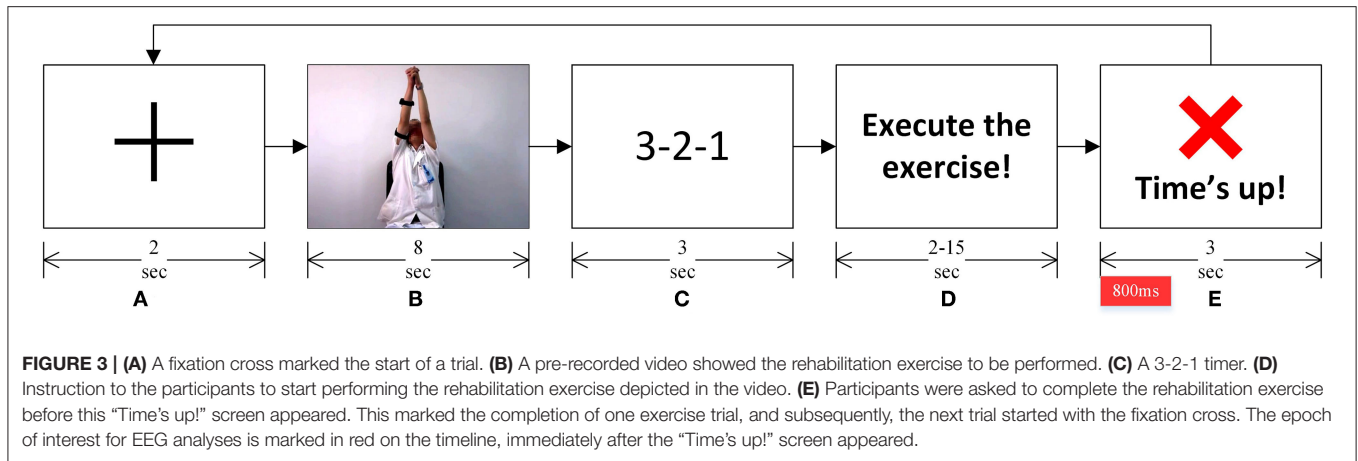 3-2-1
Execute the
exercise!
Time's up!
2
sec
8
sec
3
sec
2-15
sec
3
sec
800ms
A
B
C
D
E
FIGURE 3 | (A) A fixation cross marked the start of a trial. (B) A pre-recorded video showed the rehabilitation exercise to be performed. (C) A 3-2-1 timer. (D)
Instruction to the participants to start performing the rehabilitation exercise depicted in the video. (E) Participants were asked to complete the rehabilitation exercise
before this “Time’s up!” screen appeared. This marked the completion of one exercise trial, and subsequently, the next trial started with the fixation cross. The epoch
of interest for EEG analyses is marked in red on the timeline, immediately after the “Time’s up!” screen appeared.